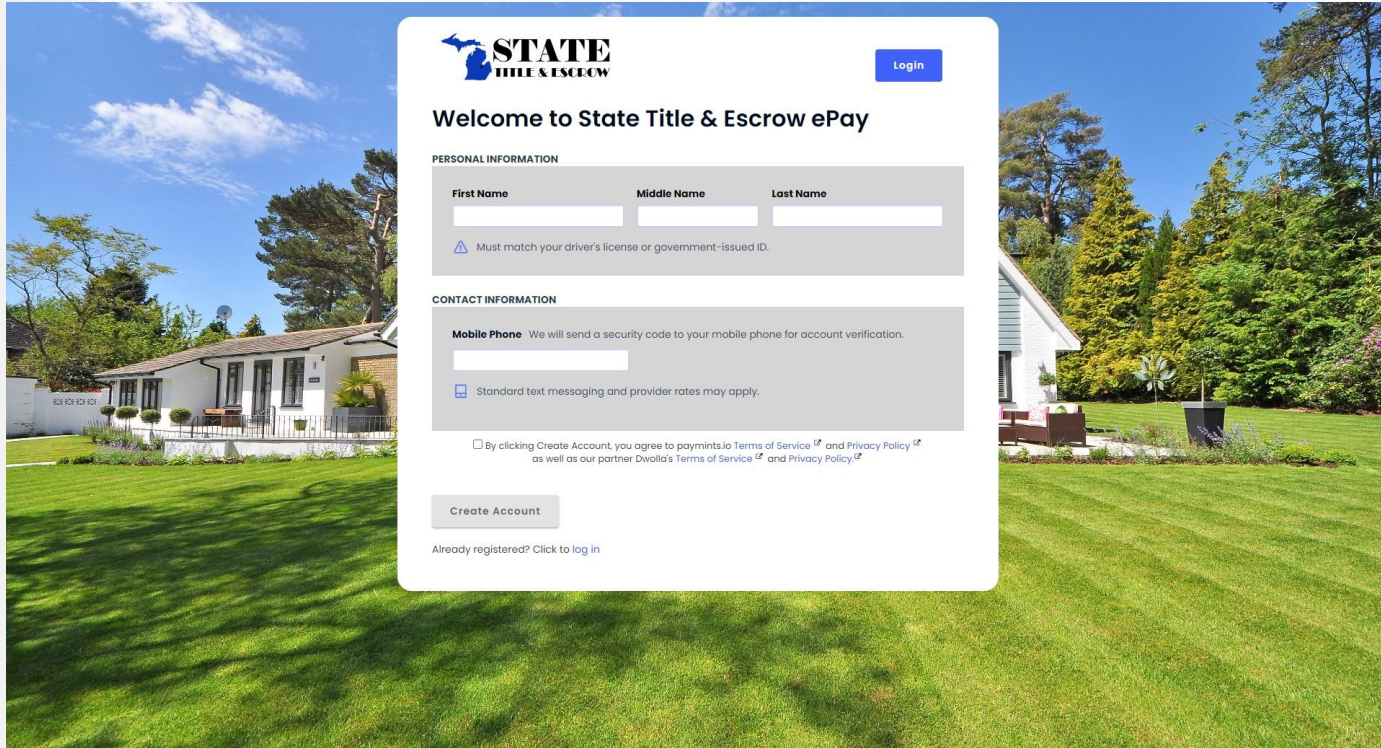 STATE
TITLE & ESCROW
Login
Welcome to State Title & Escrow ePay
PERSONAL INFORMATION
First Name Middle Name Last Name
Must match your driver's license or government-issued ID.
CONTACT INFORMATION
Mobile Phone We will send a security code to your mobile phone for account verification.
Standard text messaging and provider rates may apply.
By clicking Create Account, you agree to paymints.io Terms of Service and Privacy Policy
as well as our partner Dwolla's Terms of Service and Privacy Policy.
Create Account
Already registered? Click to log in